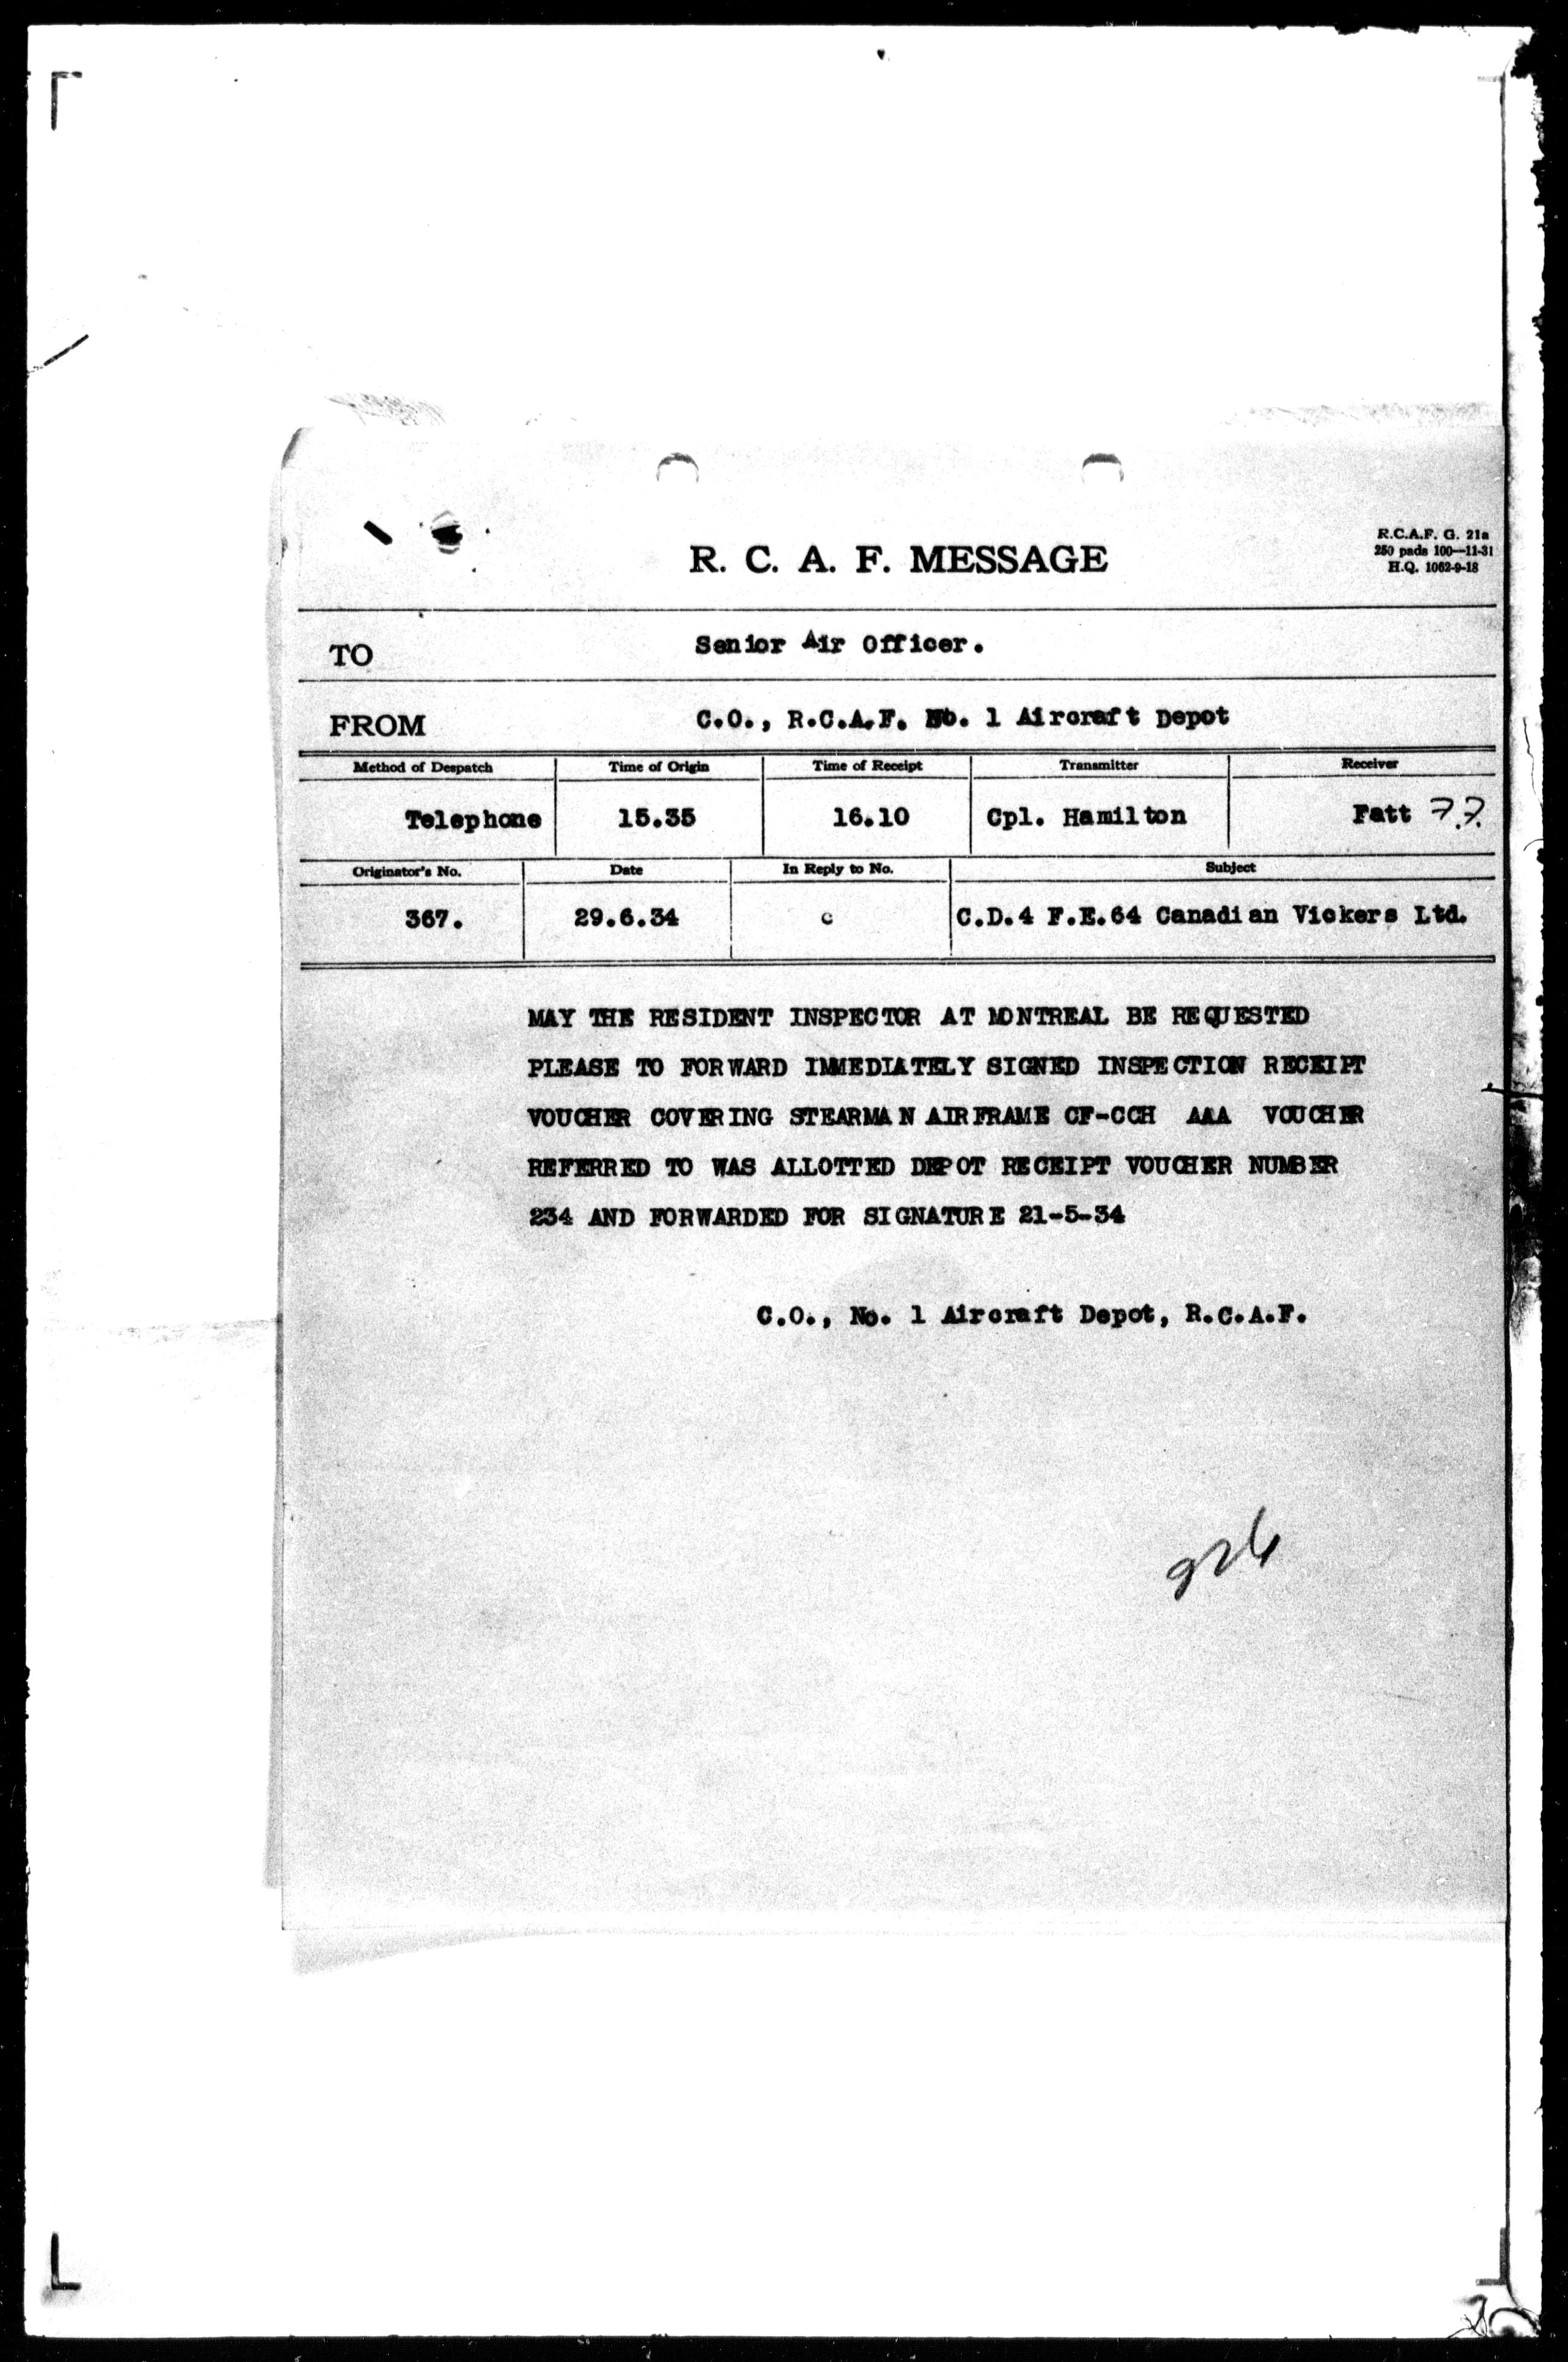 R.C.A.F. G. 21a
250 pads 100—11-31
H.Q. 1062-9-18
R. C. A. F. MESSAGE
TO Senior Air Officer.
FROM C.O., R.C.A.F. No. 1 Aircraft Depot
Method of Despatch Time of Origin Time of Receipt Transmitter Receiver
Telephone 15.35 16.10 Cpl. Hamilton Fatt F.F.
Originator's No. Date In Reply to No. Subject
367. 29.6.34 c C.D.4 F.E.64 Canadian Vickers Ltd.
MAY THE RESIDENT INSPECTOR AT MONTREAL BE REQUESTED
PLEASE TO FORWARD IMMEDIATELY SIGNED INSPECTION RECEIPT
VOUCHER COVERING STEARMAN AIRFRAME CF-CCH AAA VOUCHER
REFERRED TO WAS ALLOTTED DEPOT RECEIPT VOUCHER NUMBER
234 AND FORWARDED FOR SIGNATURE 21-5-34
C.O., No. 1 Aircraft Depot, R.C.A.F.